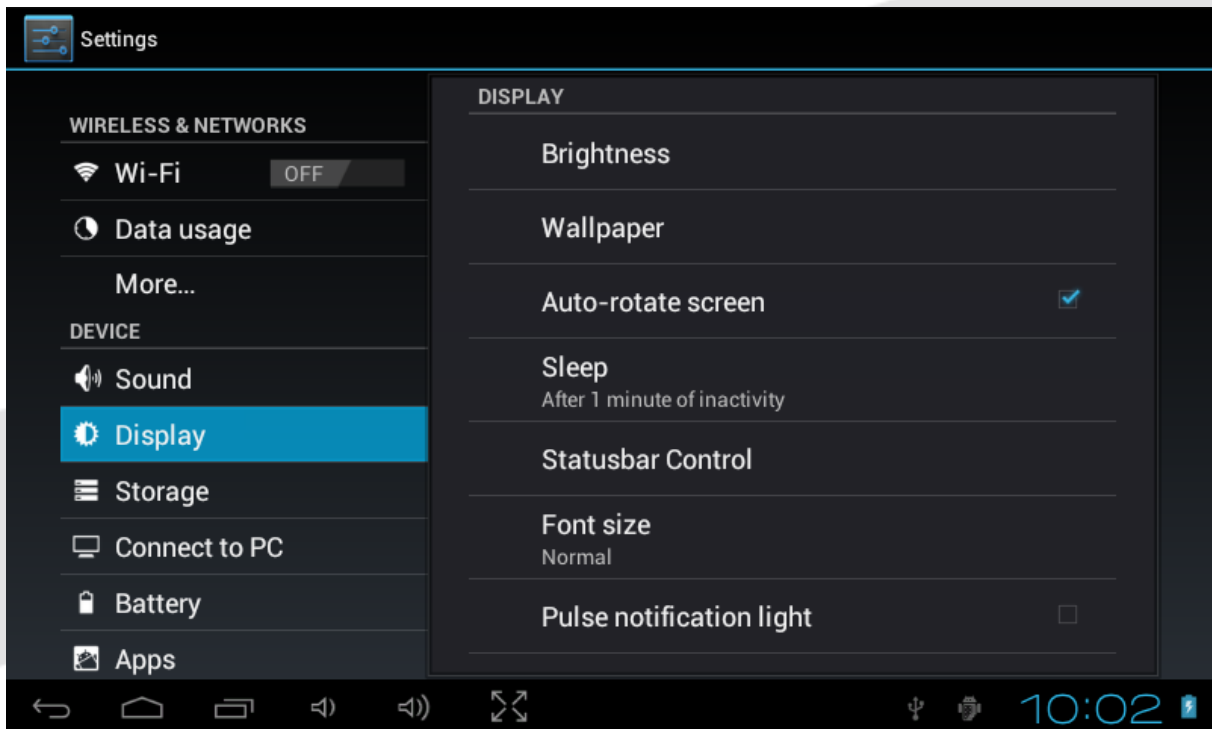 Settings
WIRELESS & NETWORKS
Wi-Fi OFF
Data usage
More...
DEVICE
Sound
Display
Storage
Connect to PC
Battery
Apps
DISPLAY
Brightness
Wallpaper
Auto-rotate screen
Sleep
After 1 minute of inactivity
Statusbar Control
Font size
Normal
Pulse notification light
10:02